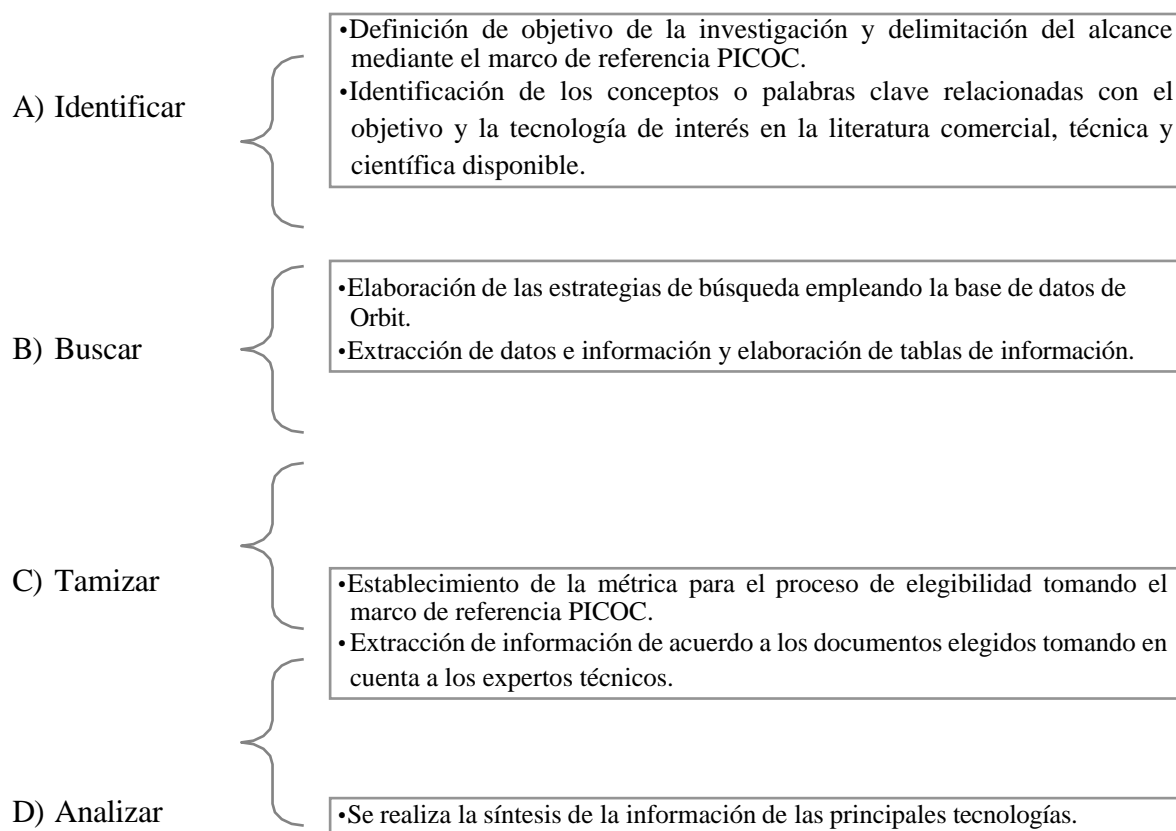 A) Identificar
•Definición de objetivo de la investigación y delimitación del alcance
mediante el marco de referencia PICOC.
•Identificación de los conceptos o palabras clave relacionadas con el
objetivo y la tecnología de interés en la literatura comercial, técnica y
científica disponible.
B) Buscar
•Elaboración de las estrategias de búsqueda empleando la base de datos de
Orbit.
•Extracción de datos e información y elaboración de tablas de información.
C) Tamizar
•Establecimiento de la métrica para el proceso de elegibilidad tomando el
marco de referencia PICOC.
•Extracción de información de acuerdo a los documentos elegidos tomando en
cuenta a los expertos técnicos.
D) Analizar
•Se realiza la síntesis de la información de las principales tecnologías.